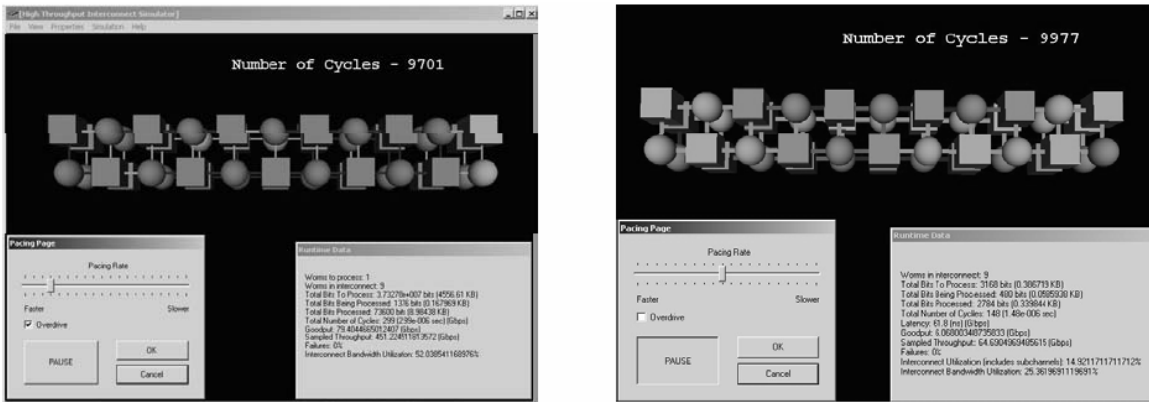 [High Throughput Interconnect Simulator]
File View Properties Simulation Help
Number of Cycles - 9701
Pacing Page
Pacing Rate
Faster Slower
Overdrive
PAUSE
OK
Cancel
Runtime Data
Worms to process: 1
Worms in interconnect: 9
Total Bits To Process: 3.73278e+007 bits (4556.61 KB)
Total Bits Being Processed: 1376 bits (0.167969 KB)
Total Bits Processed: 73600 bits (8.98438 KB)
Total Number of Cycles: 299 (299e-006 sec) (Gbps)
Goodput: 79.4044665012407 (Gbps)
Sampled Throughput: 451.224511813572 (Gbps)
Failures: 0%
Interconnect Bandwidth Utilization: 52.038541168976%
Number of Cycles - 9977
Pacing Page
Pacing Rate
Faster Slower
Overdrive
PAUSE
OK
Cancel
Runtime Data
Worms in interconnect: 9
Total Bits To Process: 3168 bits (0.386719 KB)
Total Bits Being Processed: 480 bits (0.0585938 KB)
Total Bits Processed: 2784 bits (0.339844 KB)
Total Number of Cycles: 148 (1.48e-006 sec)
Latency: 61.8 (ns) (Gbps)
Goodput: 6.06800348735833 (Gbps)
Sampled Throughput: 64.6904969405615 (Gbps)
Failures: 0%
Interconnect Utilization (includes subchannels): 14.9211711711712%
Interconnect Bandwidth Utilization: 25.3619691119691%